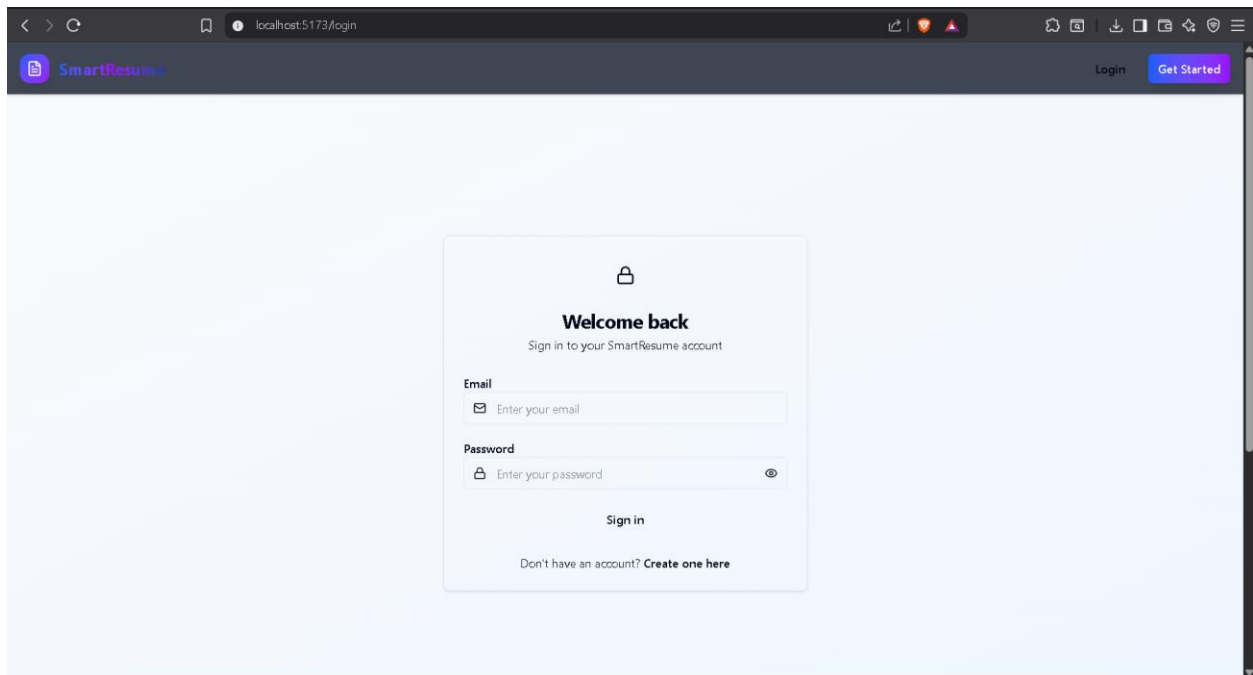 localhost:5173/login
SmartResume
Login
Get Started
Welcome back
Sign in to your SmartResume account
Email
Enter your email
Password
Enter your password
Sign in
Don't have an account? Create one here